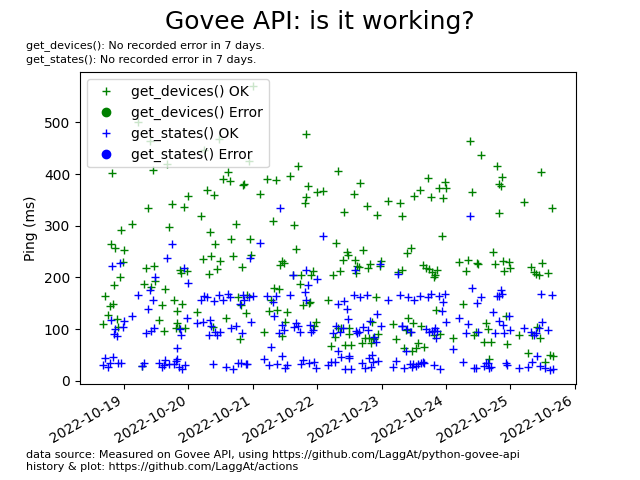 Govee API: is it working?
get_devices(): No recorded error in 7 days.
get_states(): No recorded error in 7 days.
get_devices() OK
get_devices() Error
get_states() OK
get_states() Error
Ping (ms)
500
400
300
200
100
0
2022-10-19
2022-10-20
2022-10-21
2022-10-22
2022-10-23
2022-10-24
2022-10-25
2022-10-26
data source: Measured on Govee API, using https://github.com/LaggAt/python-govee-api
history & plot: https://github.com/LaggAt/actions